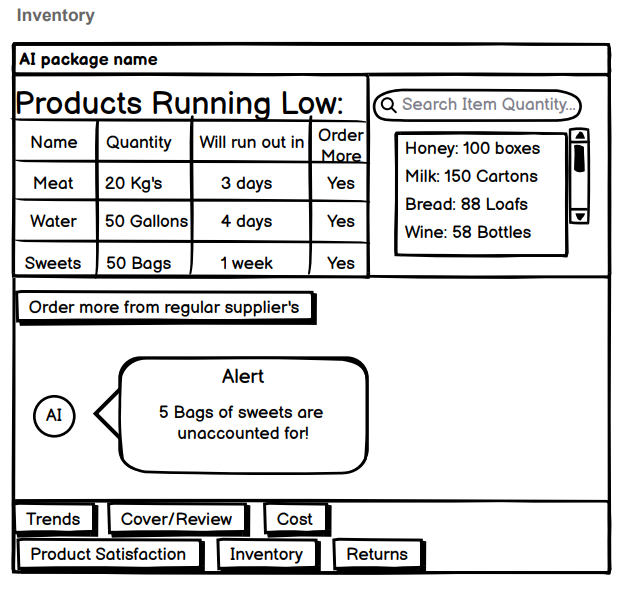 Inventory
AI package name
Products Running Low:
Name Quantity Will run out in Order More
Meat 20 Kg's 3 days Yes
Water 50 Gallons 4 days Yes
Sweets 50 Bags 1 week Yes
Search Item Quantity...
Honey: 100 boxes
Milk: 150 Cartons
Bread: 88 Loafs
Wine: 58 Bottles
Order more from regular supplier's
AI
Alert
5 Bags of sweets are
unaccounted for!
Trends Cover/Review Cost
Product Satisfaction Inventory Returns